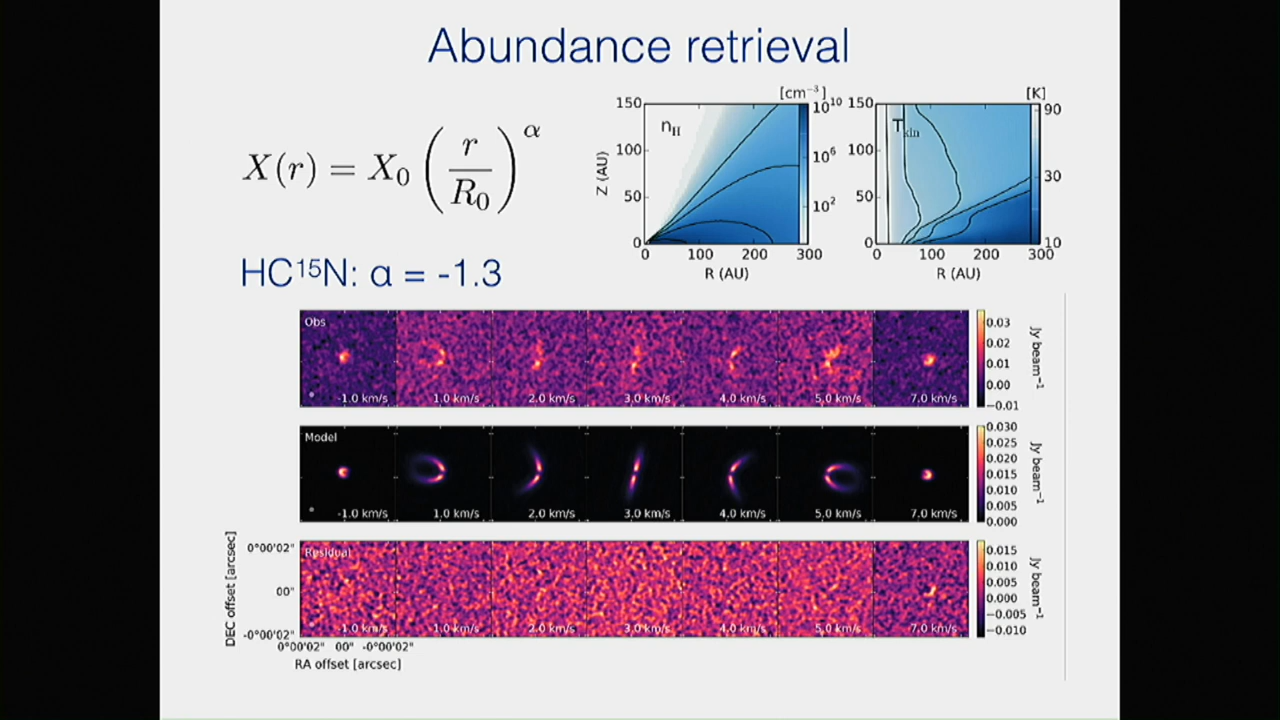 Abundance retrieval
X(r) = X₀ (r / R₀)^α
HC¹⁵N: α = -1.3
[cm⁻³]
n_H
150
100
50
0
Z (AU)
100 200 300
R (AU)
10¹⁰
10⁶
10²
[K]
T_kin
150
100
50
0
0 100 200 300
R (AU)
90
30
10
Obs
-1.0 km/s 1.0 km/s 2.0 km/s 3.0 km/s 4.0 km/s 5.0 km/s 7.0 km/s
0.03
0.02
0.01
0.00
−0.01
Jy beam⁻¹
Model
-1.0 km/s 1.0 km/s 2.0 km/s 3.0 km/s 4.0 km/s 5.0 km/s 7.0 km/s
0.030
0.025
0.020
0.015
0.010
0.005
0.000
Jy beam⁻¹
Residual
-1.0 km/s 1.0 km/s 2.0 km/s 3.0 km/s 4.0 km/s 5.0 km/s 7.0 km/s
0.015
0.010
0.005
0.000
−0.005
−0.010
Jy beam⁻¹
0°00'02"
00"
-0°00'02"
DEC offset [arcsec]
0°00'02" 00" -0°00'02"
RA offset [arcsec]